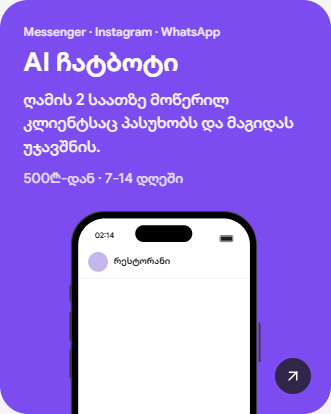 Messenger · Instagram · WhatsApp
AI ჩატბოტი
ღამის 2 საათზე მოწერილ
კლიენტსაც პასუხობს და მაგიდას
უჯავშნის.
500₾-დან · 7-14 დღეში
02:14
რესტორანი